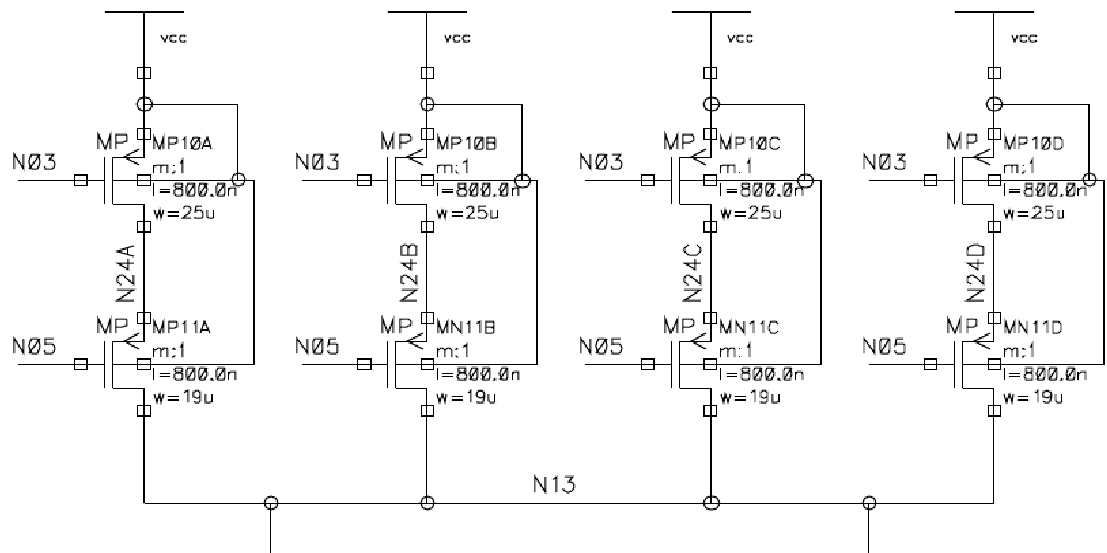 vcc vcc vcc vcc
MP MP10A MP MP10B MP MP10C MP MP10D
N03 m:1 N03 m:1 N03 m:1 N03 m:1
l=800.0n l=800.0n l=800.0n l=800.0n
w=25u w=25u w=25u w=25u
N24A N24B N24C N24D
MP MP11A MP MN11B MP MN11C MP MN11D
N05 m:1 N05 m:1 N05 m:1 N05 m:1
l=800.0n l=800.0n l=800.0n l=800.0n
w=19u w=19u w=19u w=19u
N13